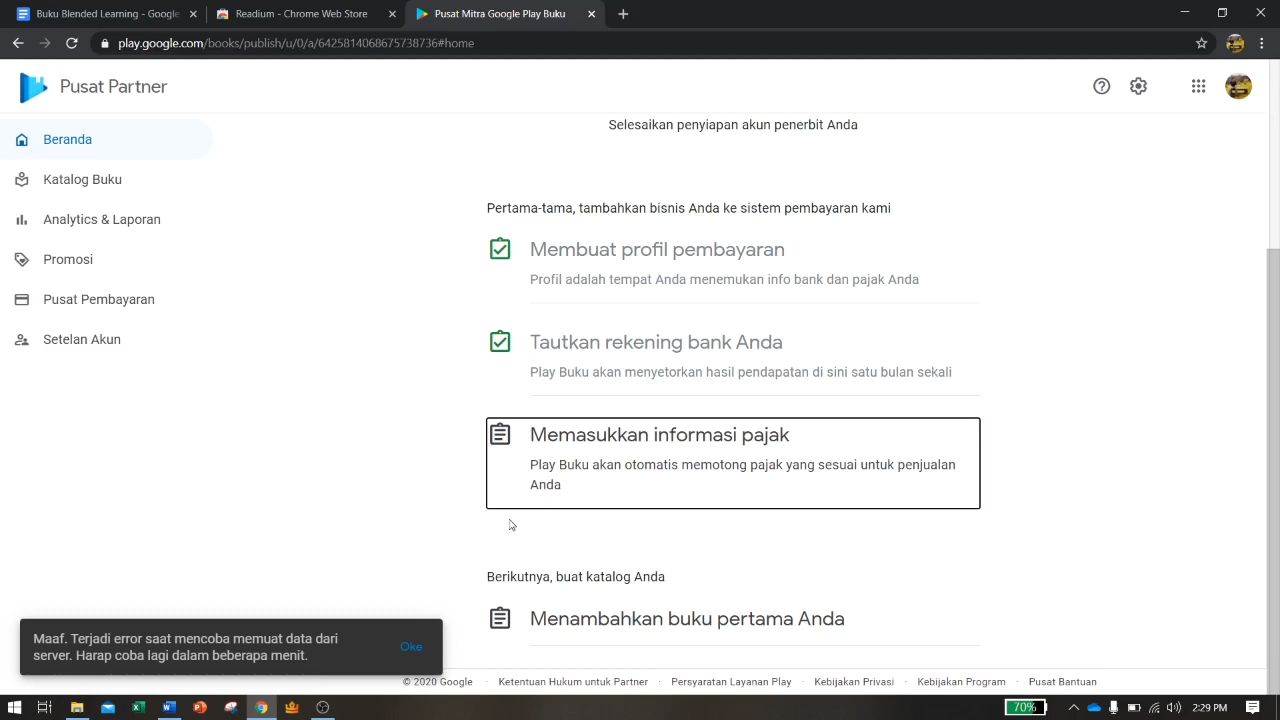 Buku Blended Learning - Google
Readium - Chrome Web Store
Pusat Mitra Google Play Buku
play.google.com/books/publish/u/0/a/6425814068675738736#home
Pusat Partner
Beranda
Katalog Buku
Analytics & Laporan
Promosi
Pusat Pembayaran
Setelan Akun
Selesaikan penyiapan akun penerbit Anda
Pertama-tama, tambahkan bisnis Anda ke sistem pembayaran kami
Membuat profil pembayaran
Profil adalah tempat Anda menemukan info bank dan pajak Anda
Tautkan rekening bank Anda
Play Buku akan menyetorkan hasil pendapatan di sini satu bulan sekali
Memasukkan informasi pajak
Play Buku akan otomatis memotong pajak yang sesuai untuk penjualan
Anda
Berikutnya, buat katalog Anda
Menambahkan buku pertama Anda
Maaf. Terjadi error saat mencoba memuat data dari
server. Harap coba lagi dalam beberapa menit.
Oke
© 2020 Google · Ketentuan Hukum untuk Partner · Persyaratan Layanan Play · Kebijakan Privasi · Kebijakan Program · Pusat Bantuan
70%
2:29 PM